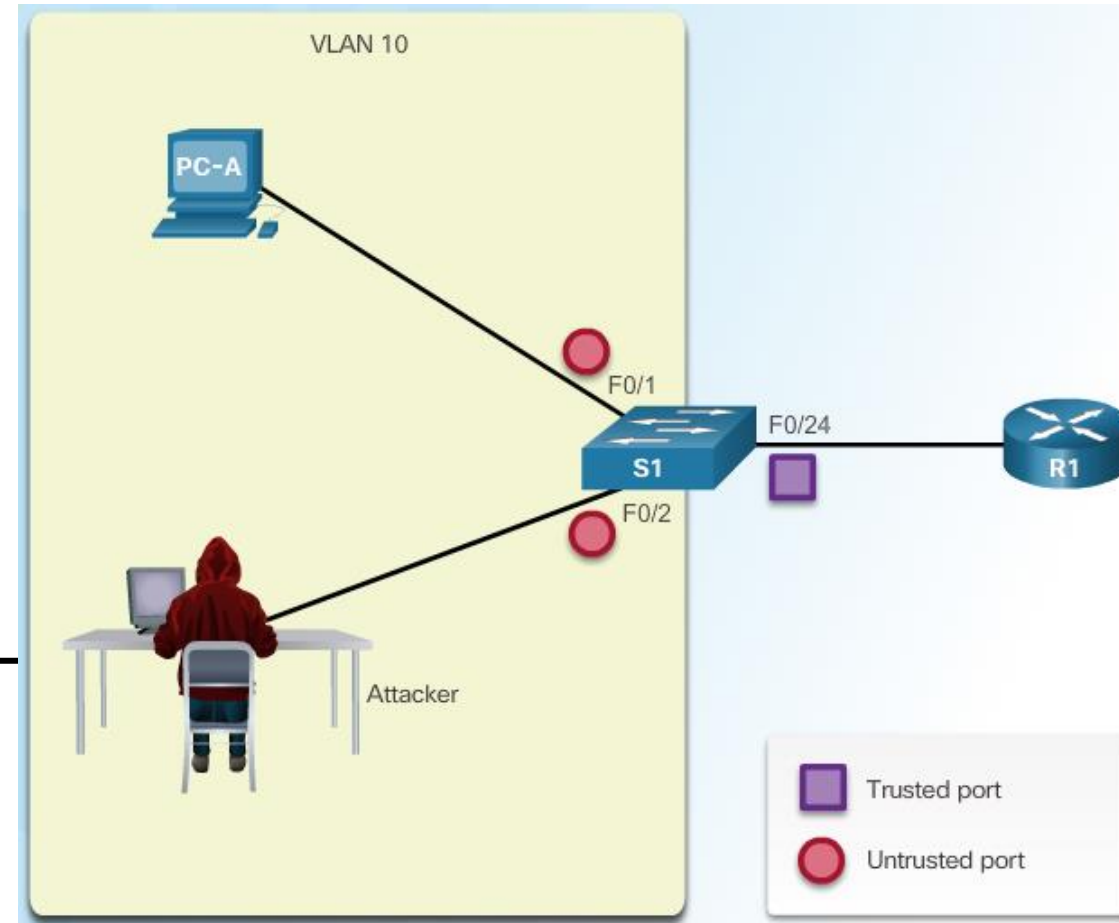 VLAN 10
PC-A
F0/1
F0/24
S1
R1
F0/2
Attacker
Trusted port
Untrusted port